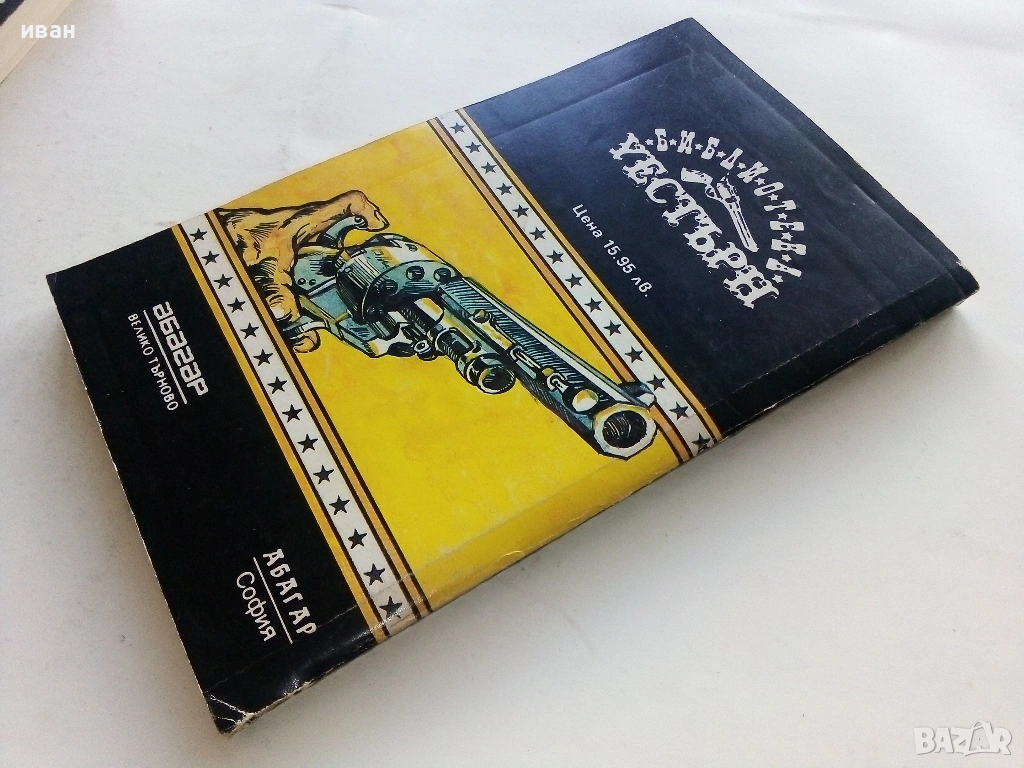 иван
БИБЛИОТЕКА
УЕСТЪРН
Цена 15.95 лв.
абагар
ВЕЛИКО ТЪРНОВО
АБАГАР
София
BAZAR